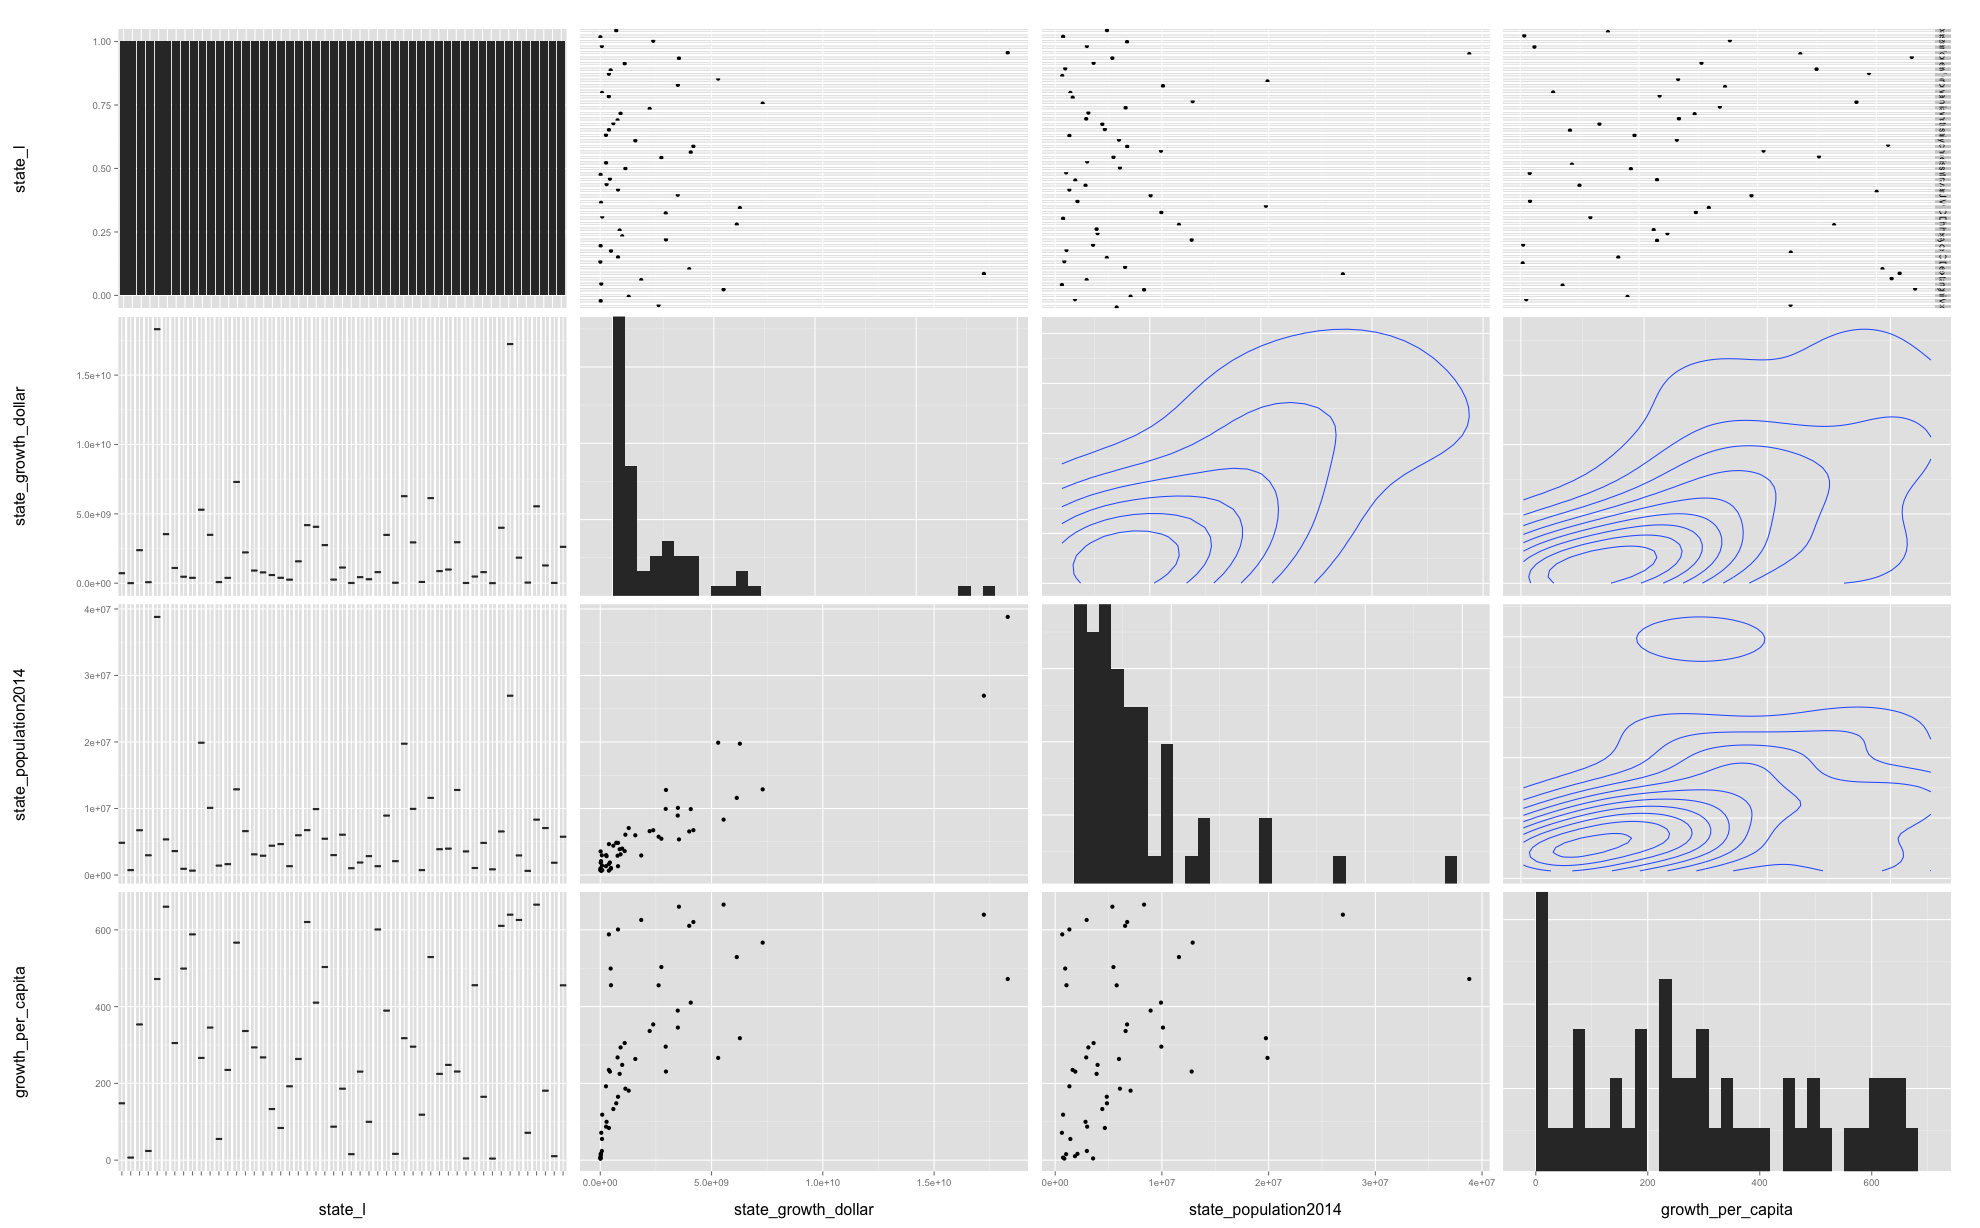 state_l
1.00
0.75
0.50
0.25
0.00
state_growth_dollar
1.5e+10
1.0e+10
5.0e+09
0.0e+00
state_population2014
4e+07
3e+07
2e+07
1e+07
0e+00
growth_per_capita
600
400
200
0
0.0e+00 5.0e+09 1.0e+10 1.5e+10 0e+00 1e+07 2e+07 3e+07 4e+07 0 200 400 600
state_l state_growth_dollar state_population2014 growth_per_capita